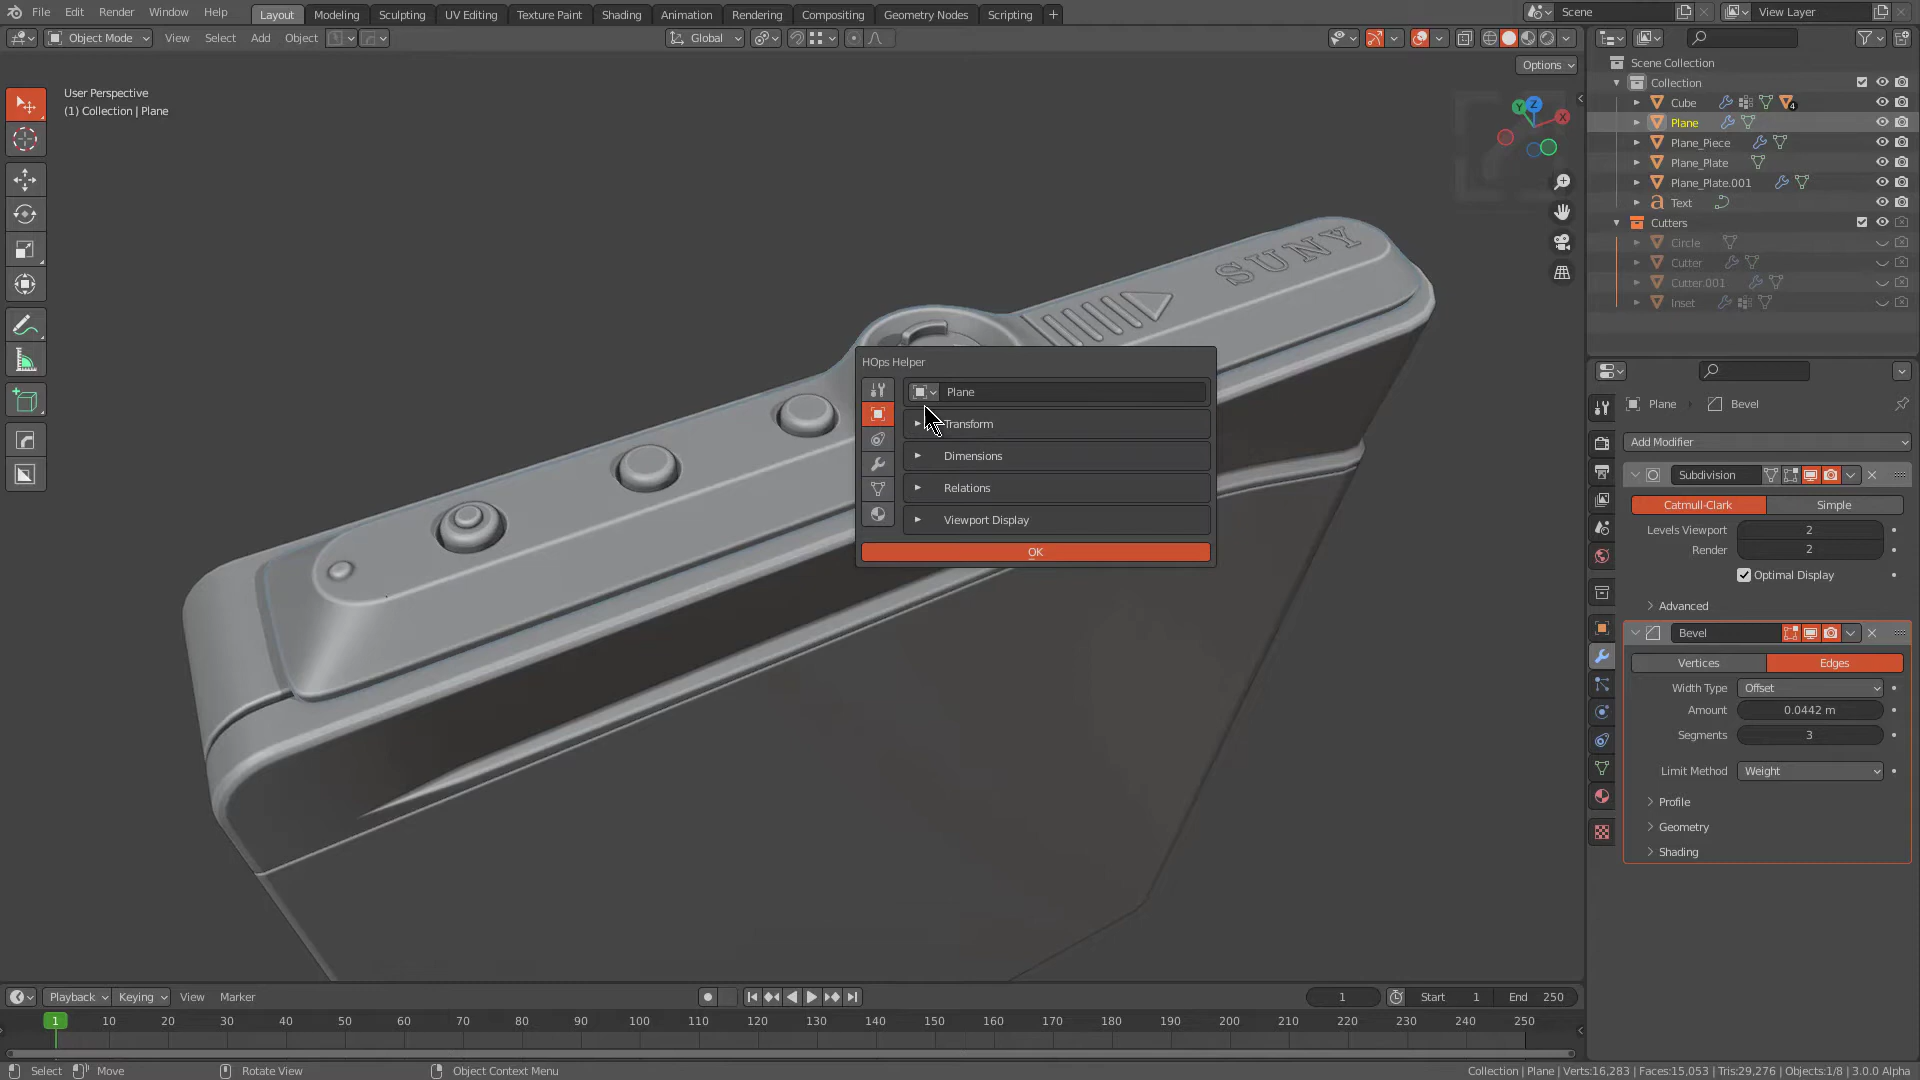 File Edit Render Window Help
Layout Modeling Sculpting UV Editing Texture Paint Shading Animation Rendering Compositing Geometry Nodes Scripting +
Scene
View Layer
Object Mode View Select Add Object
Global
Options
User Perspective
(1) Collection | Plane
Y Z X
SUNY
HOps Helper
Plane
Transform
Dimensions
Relations
Viewport Display
OK
Scene Collection
Collection
Cube 4
Plane
Plane_Piece
Plane_Plate
Plane_Plate.001
a Text
Cutters
Circle
Cutter
Cutter.001
Inset
Plane Bevel
Add Modifier
Subdivision
Catmull-Clark Simple
Levels Viewport 2
Render 2
Optimal Display
Advanced
Bevel
Vertices Edges
Width Type Offset
Amount 0.0442 m
Segments 3
Limit Method Weight
Profile
Geometry
Shading
Playback Keying View Marker
1 Start 1 End 250
1 10 20 30 40 50 60 70 80 90 100 110 120 130 140 150 160 170 180 190 200 210 220 230 240 250
Select Move Rotate View Object Context Menu
Collection | Plane | Verts:16,283 | Faces:15,053 | Tris:29,276 | Objects:1/8 | 3.0.0 Alpha